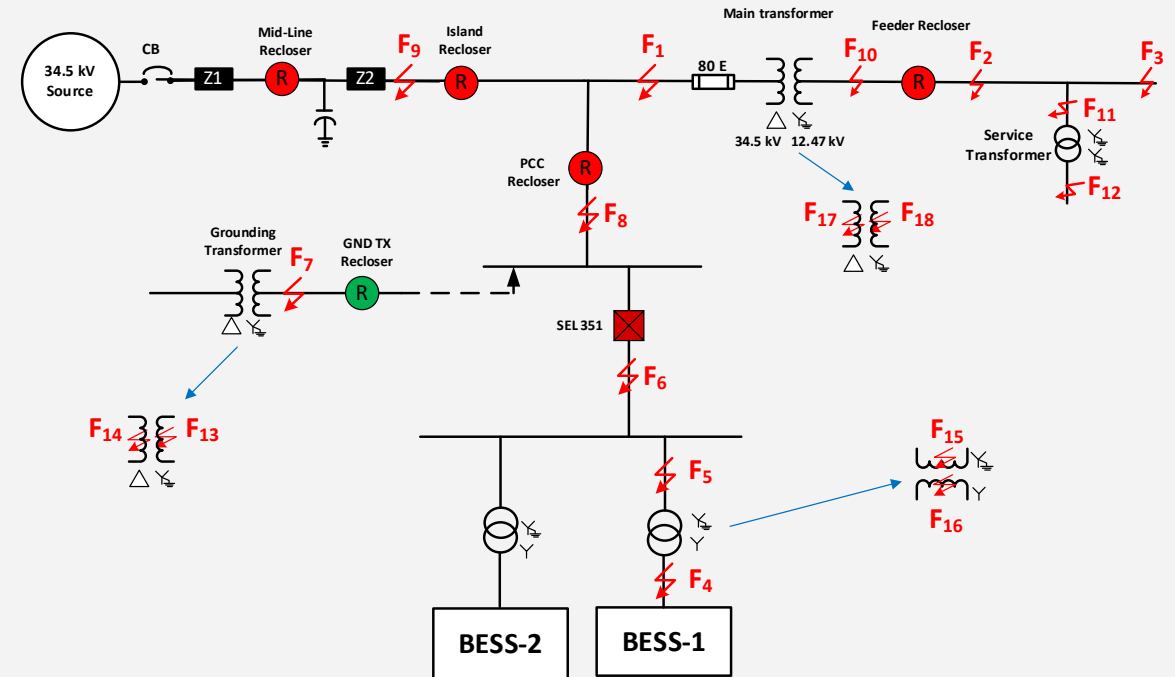 Main transformer
Feeder Recloser
Mid-Line
Recloser
Island
Recloser
CB
34.5 kV
Source
Z1
R
Z2
F9
R
F1
80 E
F10
R
F2
F3
34.5 kV 12.47 kV
F11
Service
Transformer
F12
PCC
Recloser
R
F8
F17
F18
Grounding
Transformer
F7
GND TX
Recloser
R
SEL 351
F6
F14
F13
F5
F15
F16
F4
BESS-2
BESS-1